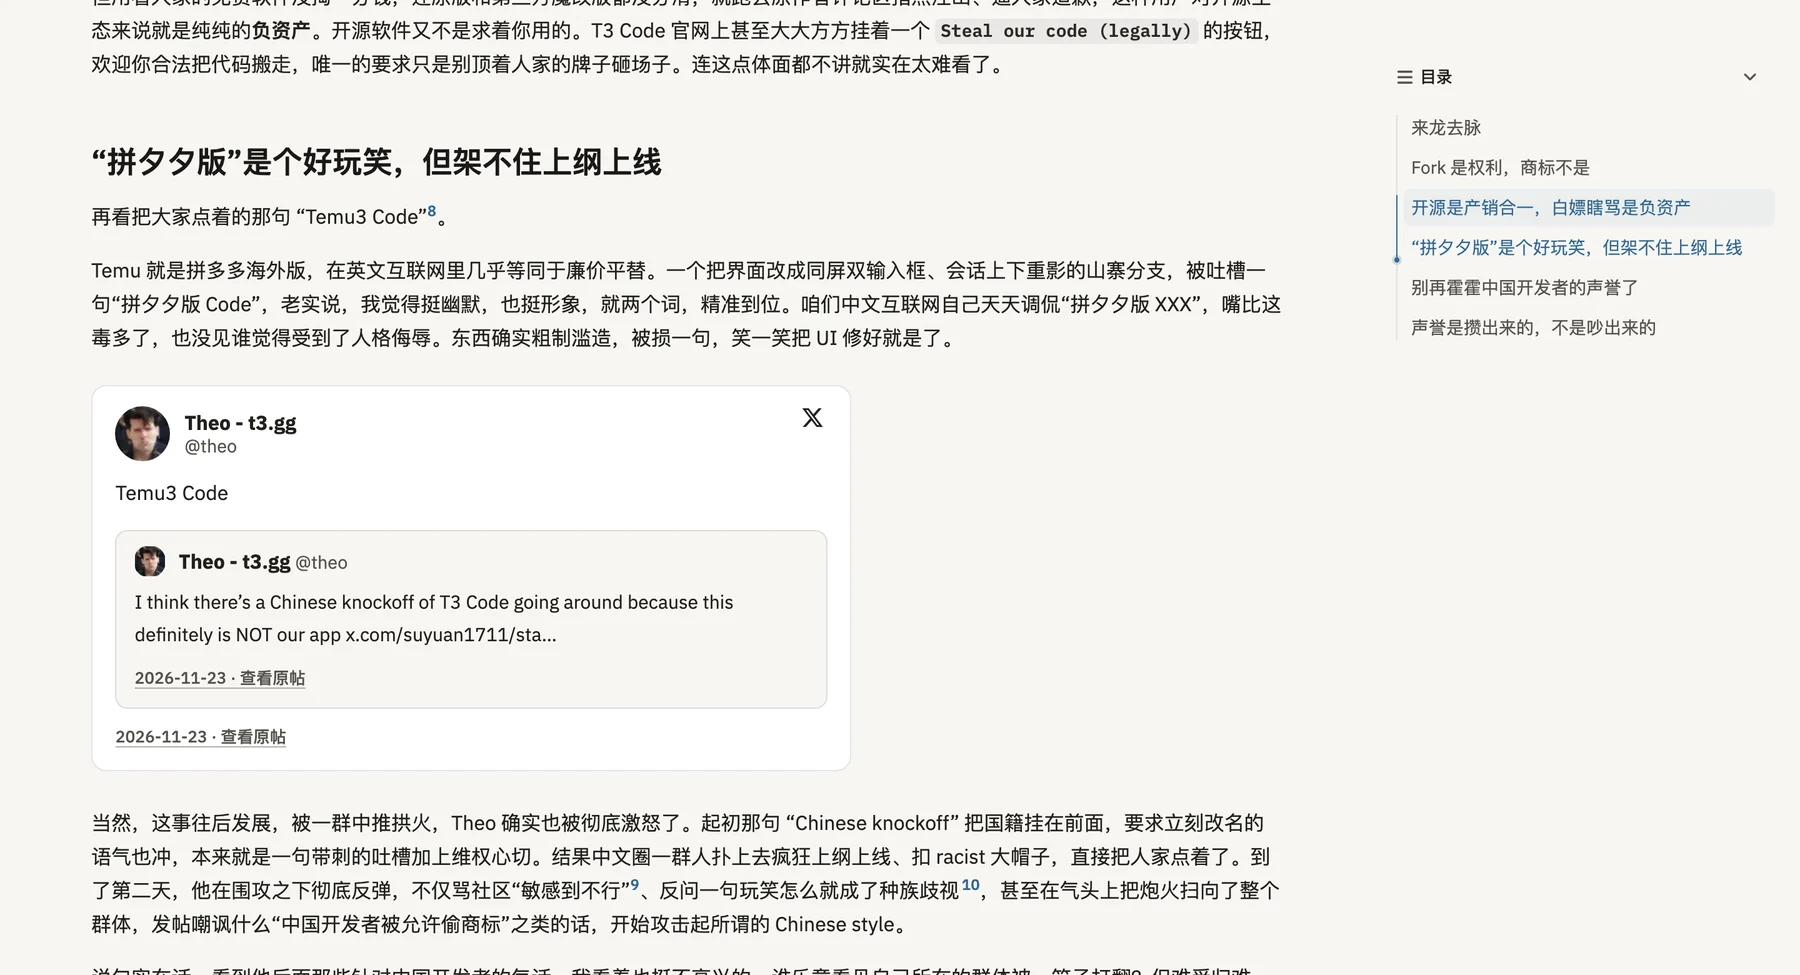 态来说就是纯纯的负资产。开源软件又不是求着你用的。T3 Code 官网上甚至大大方方挂着一个 Steal our code (legally) 的按钮，
欢迎你合法把代码搬走，唯一的要求只是别顶着人家的牌子砸场子。连这点体面都不讲就实在太难看了。
“拼夕夕版”是个好玩笑，但架不住上纲上线
再看把大家点着的那句 “Temu3 Code”8。
Temu 就是拼多多海外版，在英文互联网里几乎等同于廉价平替。一个把界面改成同屏双输入框、会话上下重影的山寨分支，被吐槽一
句“拼夕夕版 Code”，老实说，我觉得挺幽默，也挺形象，就两个词，精准到位。咱们中文互联网自己天天调侃“拼夕夕版 XXX”，嘴比这
毒多了，也没见谁觉得受到了人格侮辱。东西确实粗制滥造，被损一句，笑一笑把 UI 修好就是了。
Theo - t3.gg
@theo
Temu3 Code
Theo - t3.gg @theo
I think there’s a Chinese knockoff of T3 Code going around because this
definitely is NOT our app x.com/suyuan1711/sta...
2026-11-23 · 查看原帖
2026-11-23 · 查看原帖
当然，这事往后发展，被一群中推拱火，Theo 确实也被彻底激怒了。起初那句 “Chinese knockoff” 把国籍挂在前面，要求立刻改名的
语气也冲，本来就是一句带刺的吐槽加上维权心切。结果中文圈一群人扑上去疯狂上纲上线、扣 racist 大帽子，直接把人家点着了。到
了第二天，他在围攻之下彻底反弹，不仅骂社区“敏感到不行”9、反问一句玩笑怎么就成了种族歧视10，甚至在气头上把炮火扫向了整个
群体，发帖嘲讽什么“中国开发者被允许偷商标”之类的话，开始攻击起所谓的 Chinese style。
目录
来龙去脉
Fork 是权利，商标不是
开源是产销合一，白嫖瞎骂是负资产
“拼夕夕版”是个好玩笑，但架不住上纲上线
别再霍霍中国开发者的声誉了
声誉是攒出来的，不是吵出来的